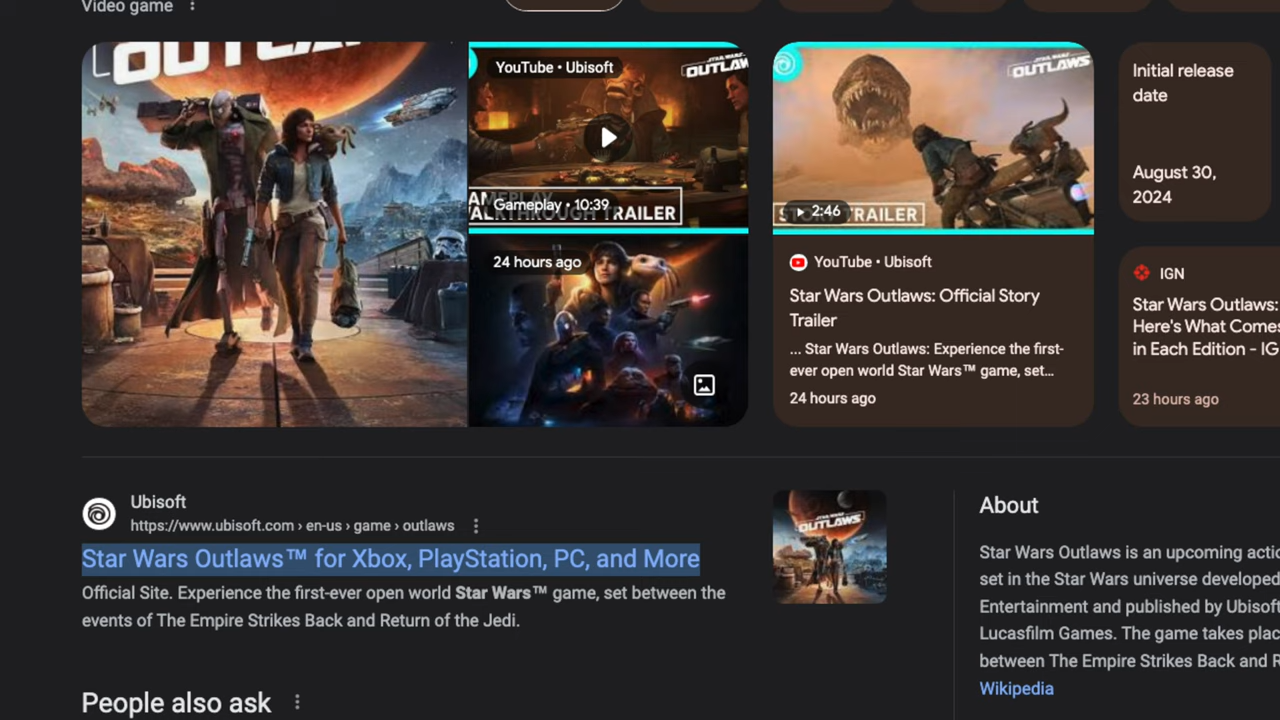 Video game
OUTLAWS
YouTube • Ubisoft
STAR WARS
OUTLAWS
Gameplay • 10:39
TRAILER
24 hours ago
STAR WARS
OUTLAWS
2:46
TRAILER
YouTube • Ubisoft
Star Wars Outlaws: Official Story
Trailer
... Star Wars Outlaws: Experience the first-
ever open world Star Wars™ game, set...
24 hours ago
Initial release
date
August 30,
2024
IGN
Star Wars Outlaws:
Here's What Comes
in Each Edition - IG
23 hours ago
Ubisoft
https://www.ubisoft.com › en-us › game › outlaws
Star Wars Outlaws™ for Xbox, PlayStation, PC, and More
Official Site. Experience the first-ever open world Star Wars™ game, set between the
events of The Empire Strikes Back and Return of the Jedi.
OUTLAWS
People also ask
About
Star Wars Outlaws is an upcoming actio
set in the Star Wars universe developed
Entertainment and published by Ubisoft
Lucasfilm Games. The game takes plac
between The Empire Strikes Back and R
Wikipedia